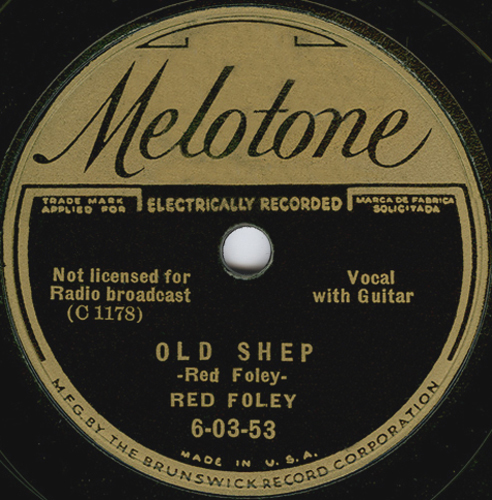 Melotone
TRADE MARK
APPLIED FOR
ELECTRICALLY RECORDED
MARCA DE FABRICA
SOLICITADA
Not licensed for
Radio broadcast
(C 1178)
Vocal
with Guitar
OLD SHEP
-Red Foley-
RED FOLEY
6-03-53
MADE IN U.S.A.
MFG. BY THE BRUNSWICK RECORD CORPORATION